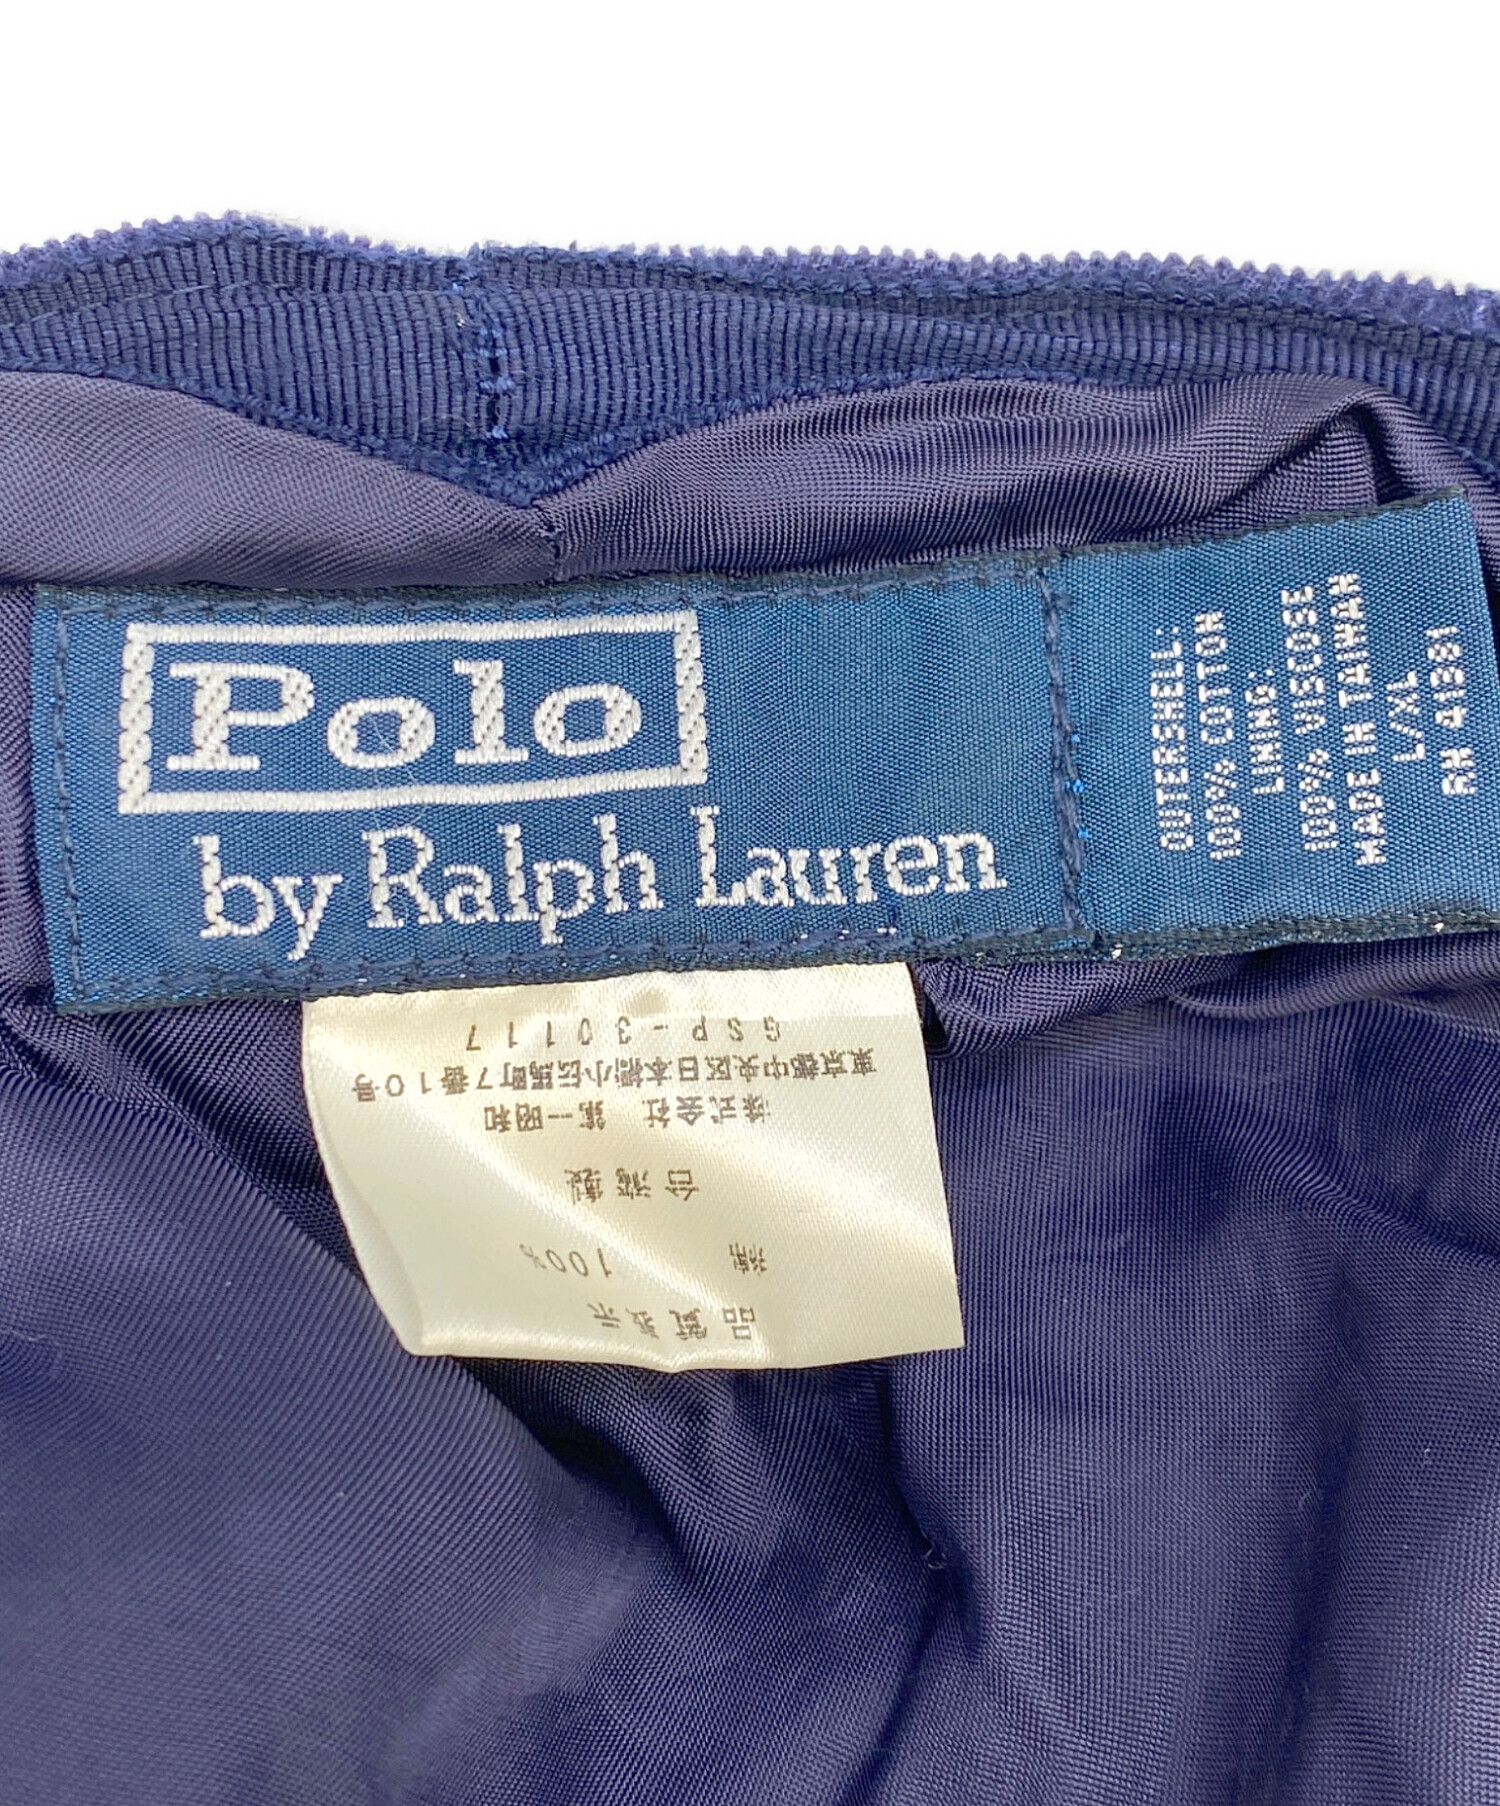 Polo
by Ralph Lauren
OUTERSHELL:
100% COTTON
LINING:
100% VISCOSE
MADE IN TAIWAN
L/XL
RN 41381
品質表示
綿 100%
台湾製
株式会社 第一昭和
東京都中央区日本橋小伝馬町7番10号
GSP-30117